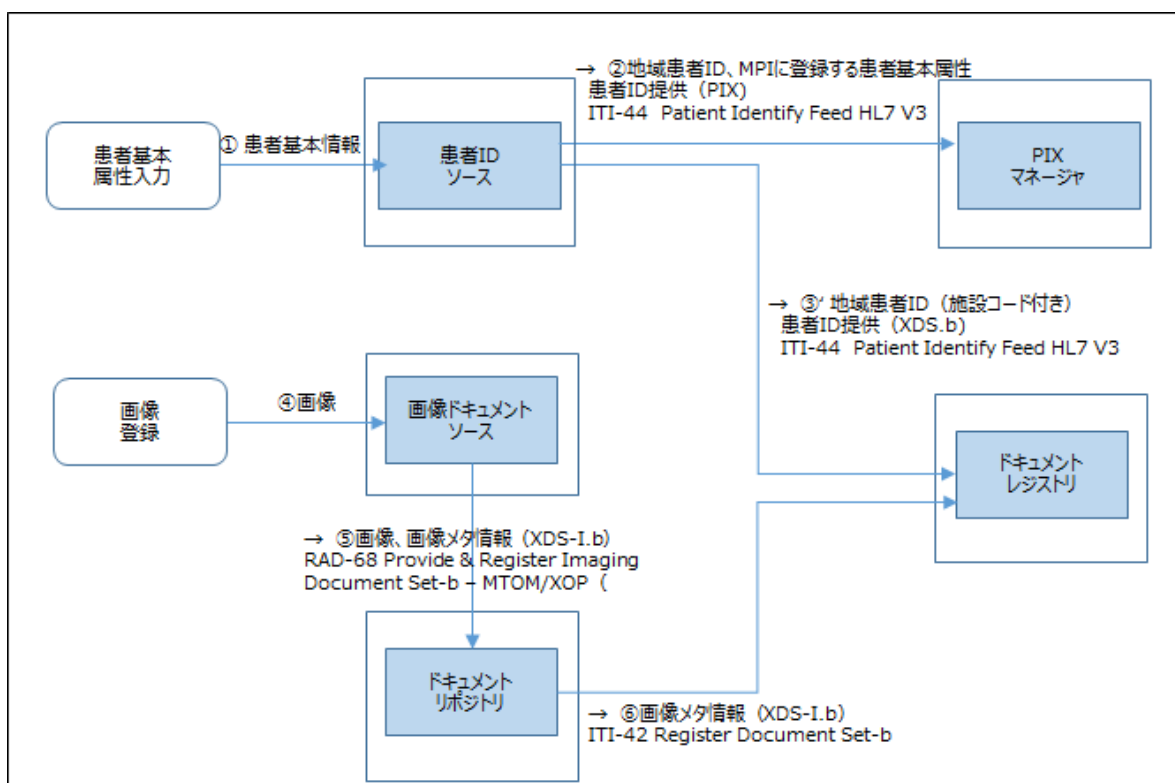 → ②地域患者ID、MPIに登録する患者基本属性
患者ID提供（PIX)
ITI-44 Patient Identify Feed HL7 V3
患者基本
属性入力
① 患者基本情報
患者ID
ソース
PIX
マネージャ
→ ③’ 地域患者ID（施設コード付き）
患者ID提供（XDS.b)
ITI-44 Patient Identify Feed HL7 V3
画像
登録
④画像
画像ドキュメント
ソース
ドキュメント
レジストリ
→ ⑤画像、画像メタ情報（XDS-I.b）
RAD-68 Provide & Register Imaging
Document Set-b – MTOM/XOP（
ドキュメント
リポジトリ
→ ⑥画像メタ情報（XDS-I.b）
ITI-42 Register Document Set-b